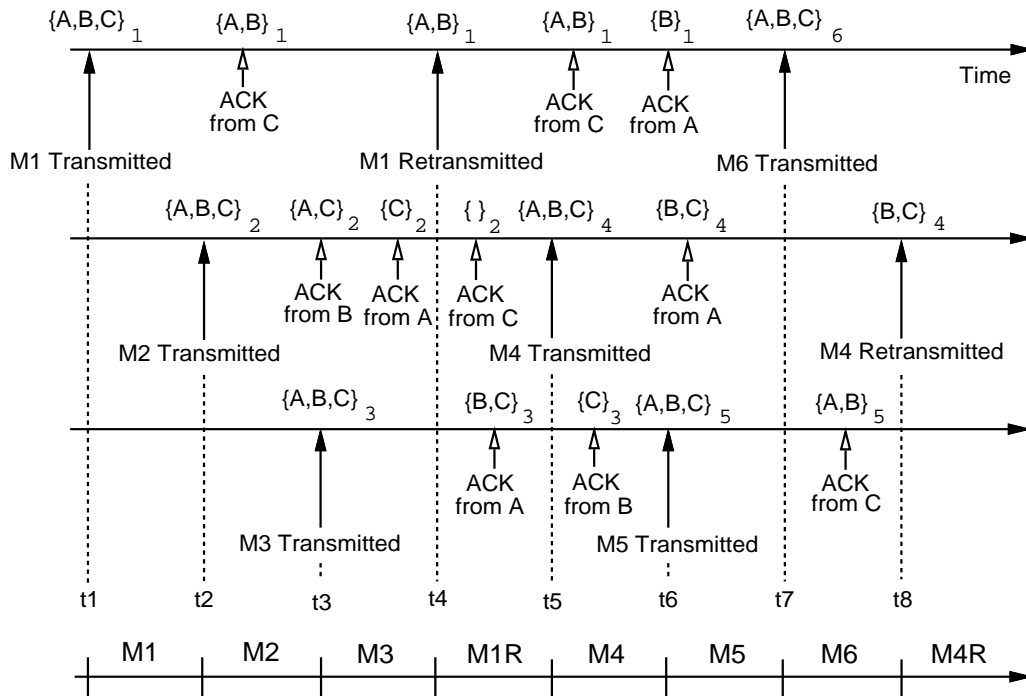 {A,B,C}1 {A,B}1 {A,B}1 {A,B}1 {B}1 {A,B,C}6
Time
ACK from C
ACK from C
ACK from A
M1 Transmitted M1 Retransmitted M6 Transmitted
{A,B,C}2 {A,C}2 {C}2 { }2 {A,B,C}4 {B,C}4 {B,C}4
ACK from B
ACK from A
ACK from C
ACK from A
M2 Transmitted M4 Transmitted M4 Retransmitted
{A,B,C}3 {B,C}3 {C}3 {A,B,C}5 {A,B}5
ACK from A
ACK from B
ACK from C
M3 Transmitted M5 Transmitted
t1 t2 t3 t4 t5 t6 t7 t8
M1 M2 M3 M1R M4 M5 M6 M4R